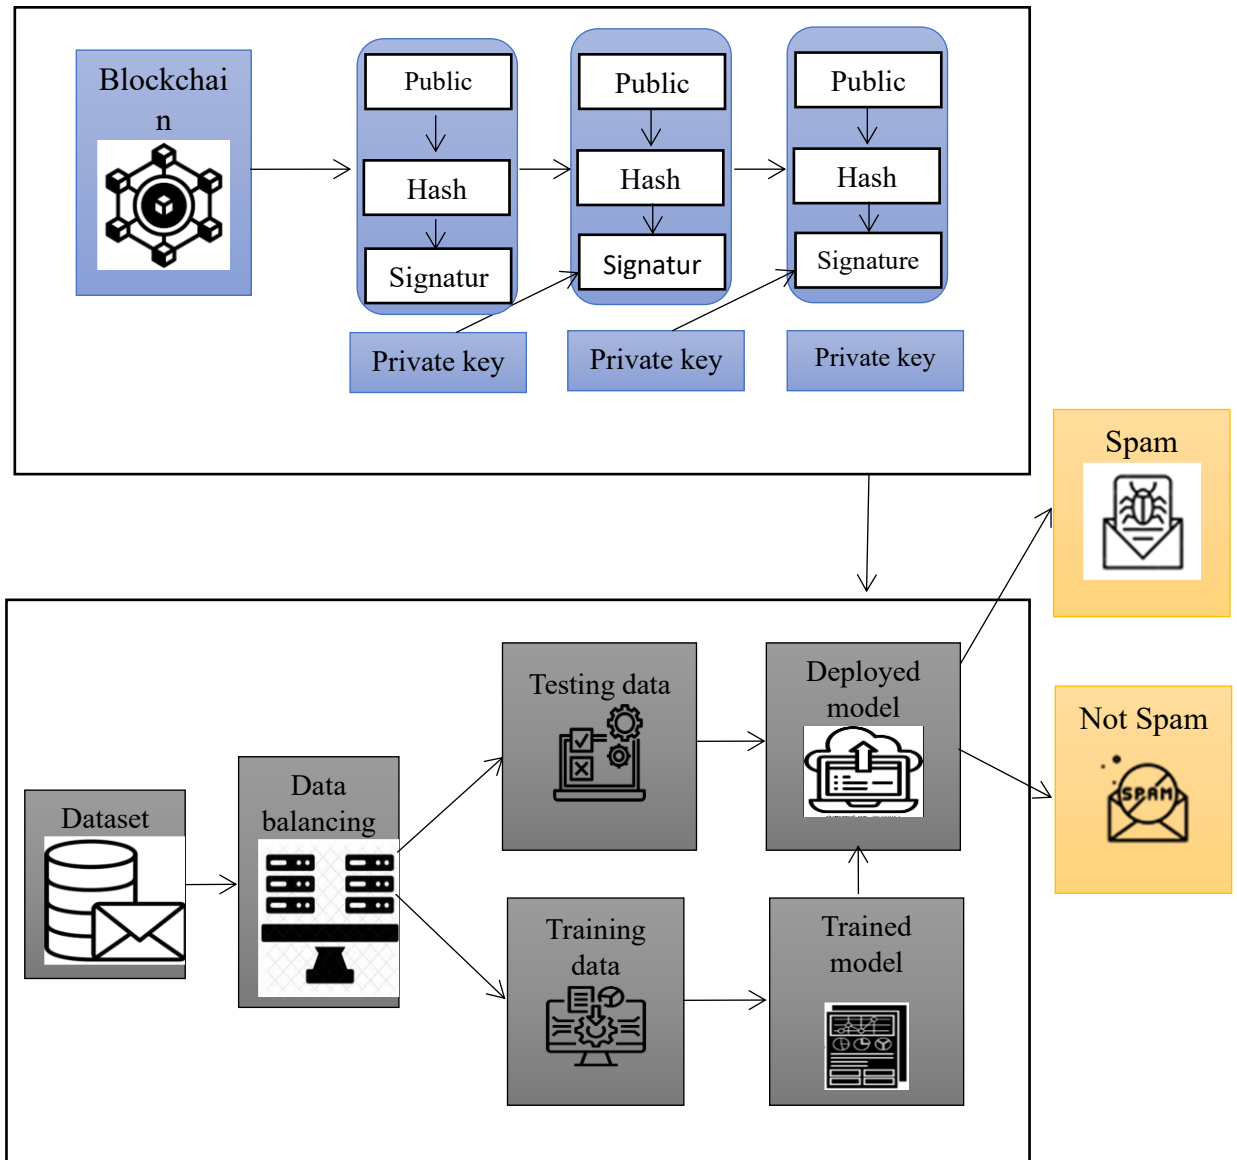 Blockchai
n
Public
Hash
Signatur
Private key
Public
Hash
Signatur
Private key
Public
Hash
Signature
Private key
Spam
Not Spam
SPAM
Dataset
Data
balancing
Testing data
Training
data
Deployed
model
Trained
model